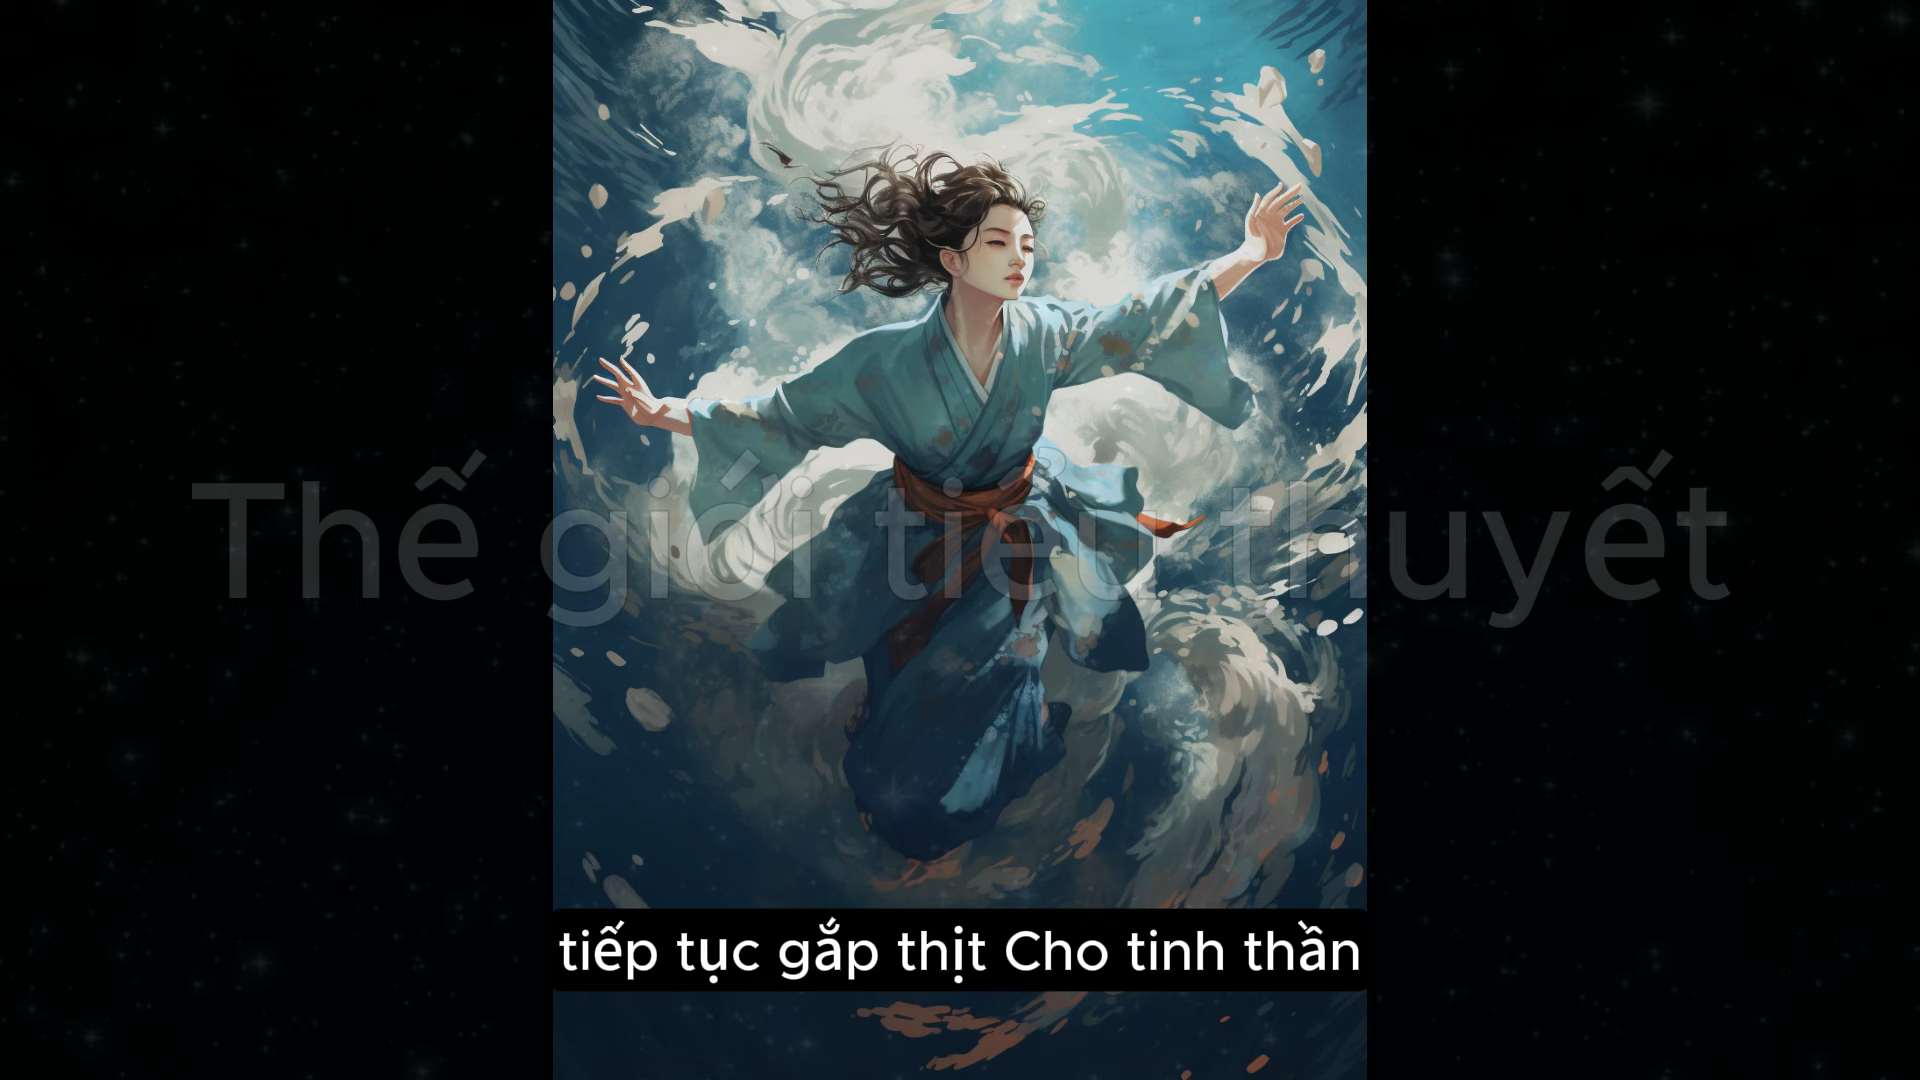 Thế giới tiểu thuyết
tiếp tục gắp thịt Cho tinh thần